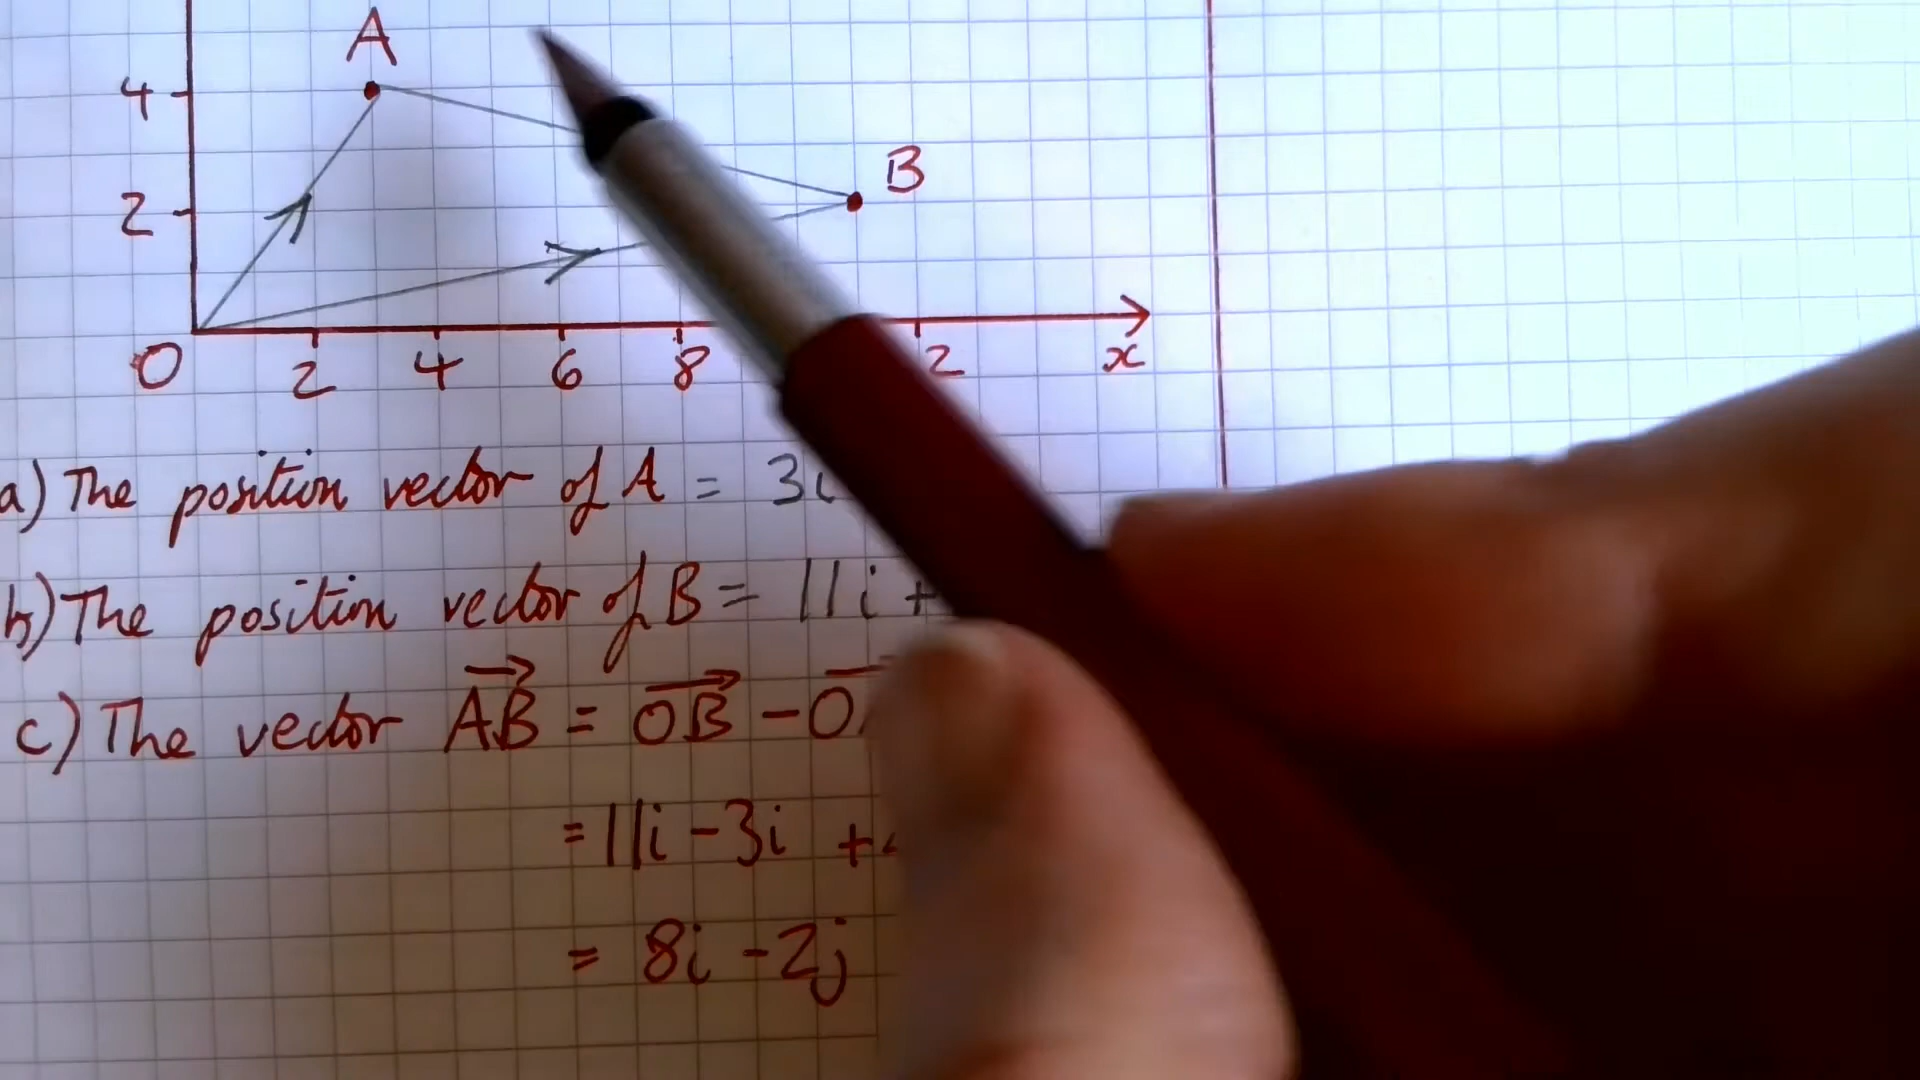 A
4
B
2
O 2 4 6 8 2 x
a) The position vector of A = 3i
b) The position vector of B = 11i +
c) The vector AB = OB - O
= 11i - 3i +
= 8i - 2j